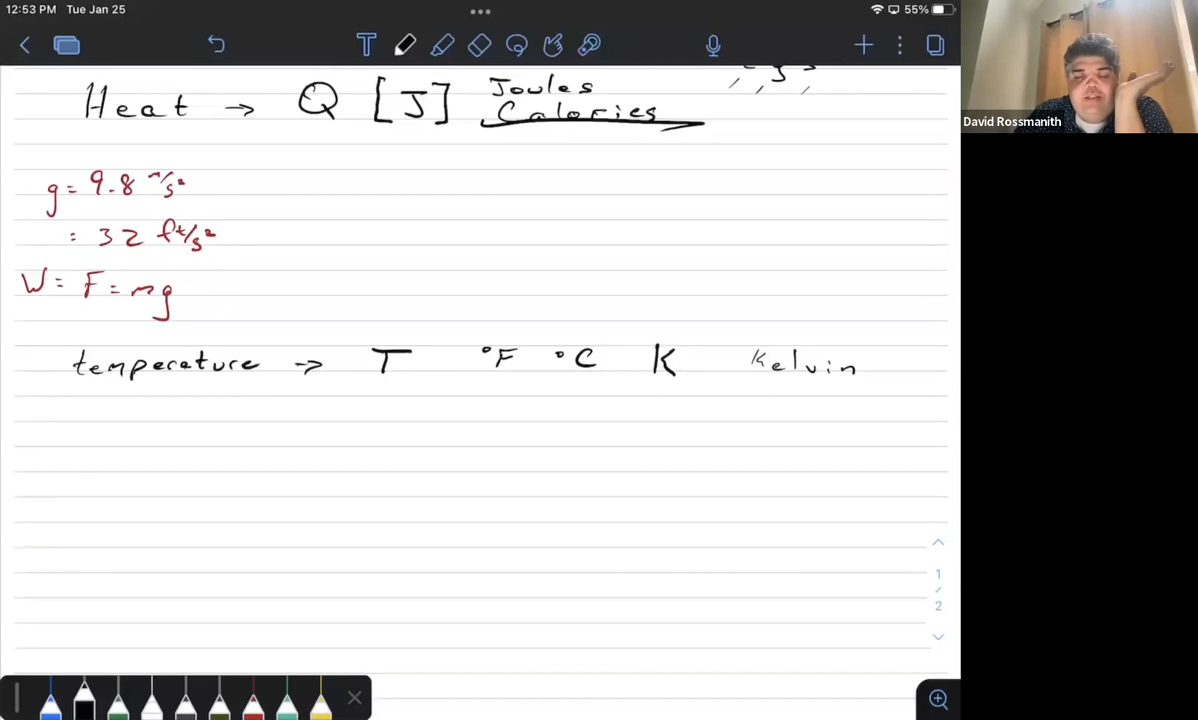 12:53 PM Tue Jan 25
55%
Joules
Heat → Q [J] Calories
David Rossmanith
g = 9.8 m/s²
= 32 ft/s²
W = F = mg
temperature → T °F °C K Kelvin
1
/
2